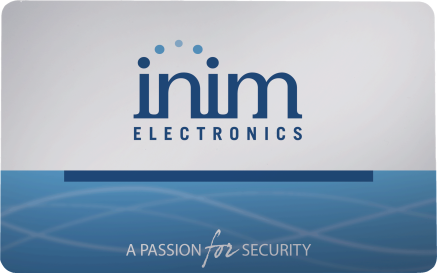 inim
ELECTRONICS
A PASSION for SECURITY